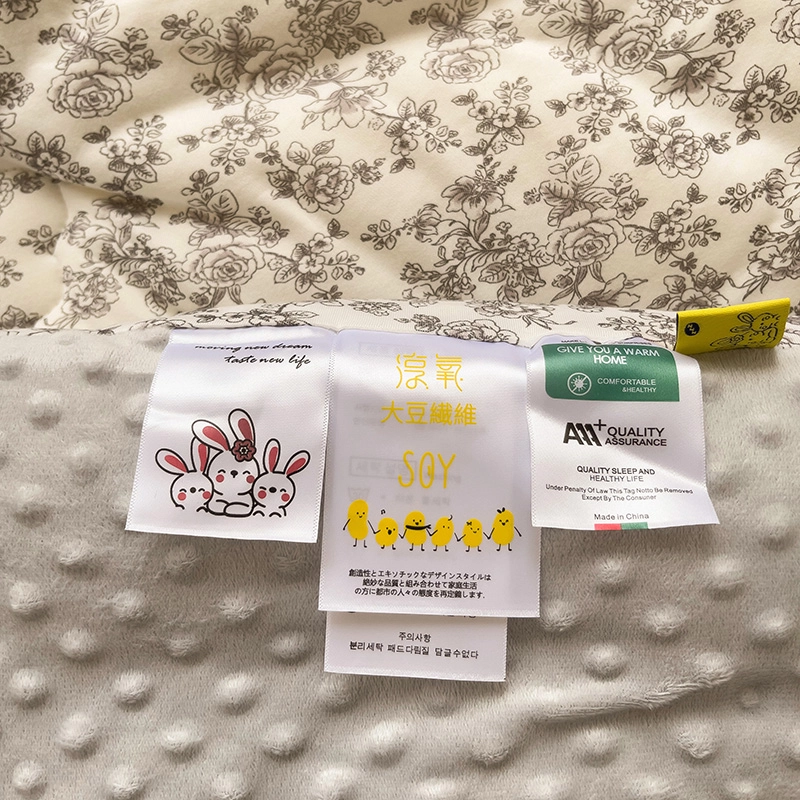 moving new dream
taste new life
涼氧
大豆纖維
SOY
創造性とエキゾチックなデザインスタイルは
絶妙な品質と組み合わせて家庭生活
の方に都市の人々の態度を再定義します.
주의사항
분리세탁 패드다림질 담글수없다
GIVE YOU A WARM
HOME
COMFORTABLE
&HEALTHY
AM+ QUALITY
ASSURANCE
QUALITY SLEEP AND
HEALTHY LIFE
Under Penalty Of Law This Tag Notto Be Removed
Except By The Consuner
Made in China